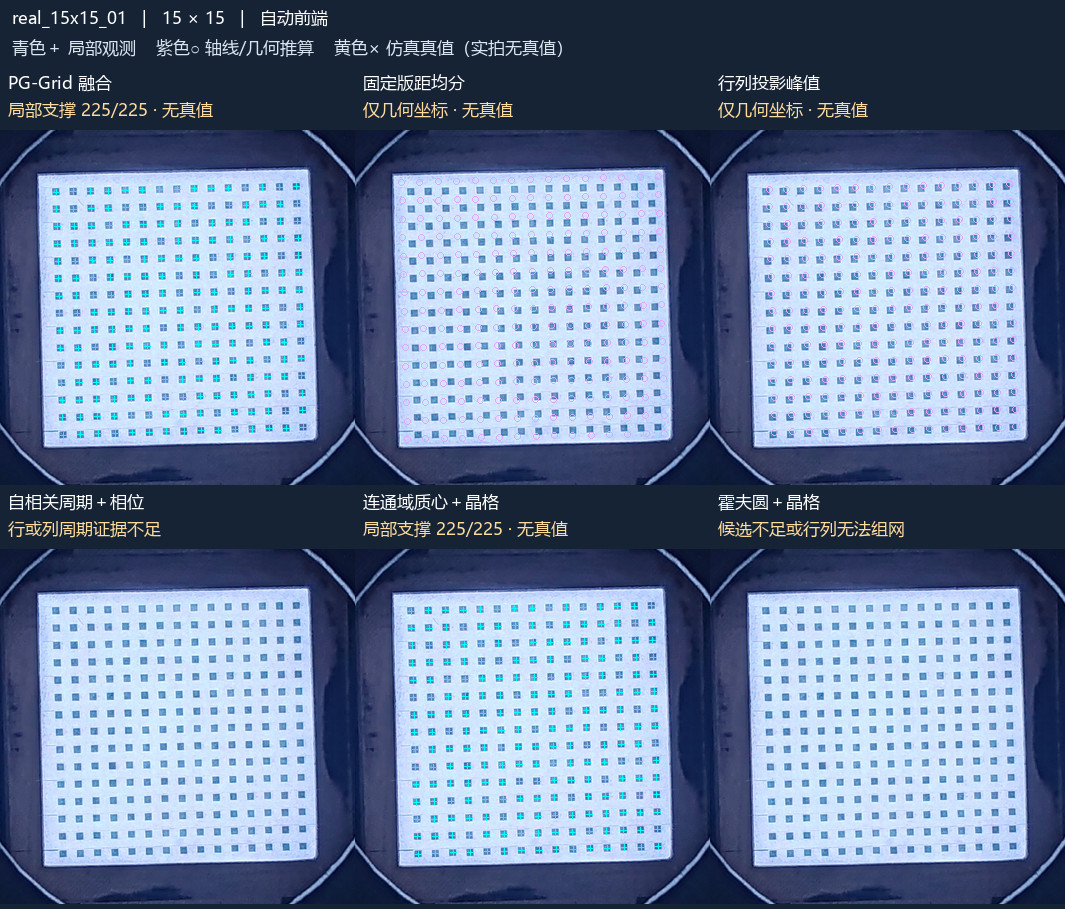 real_15x15_01 | 15 × 15 | 自动前端
青色+ 局部观测 紫色○ 轴线/几何推算 黄色× 仿真真值（实拍无真值）
PG-Grid 融合
局部支撑 225/225 · 无真值
固定版距均分
仅几何坐标 · 无真值
行列投影峰值
仅几何坐标 · 无真值
自相关周期＋相位
行或列周期证据不足
连通域质心＋晶格
局部支撑 225/225 · 无真值
霍夫圆＋晶格
候选不足或行列无法组网